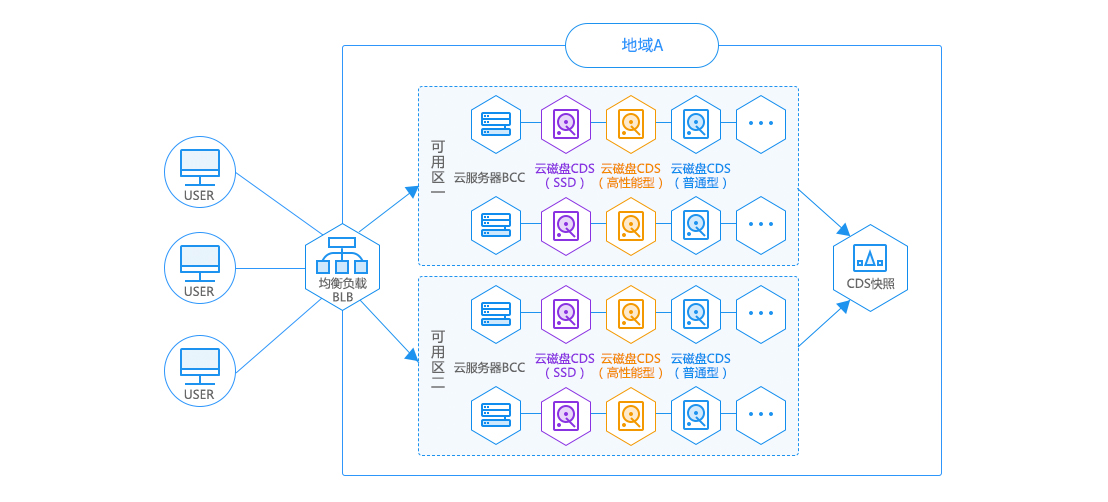 地域A
USER
USER
USER
均衡负载
BLB
可用区一
云服务器BCC
云磁盘CDS
（SSD）
云磁盘CDS
（高性能型）
云磁盘CDS
（普通型）
可用区二
云服务器BCC
云磁盘CDS
（SSD）
云磁盘CDS
（高性能型）
云磁盘CDS
（普通型）
CDS快照